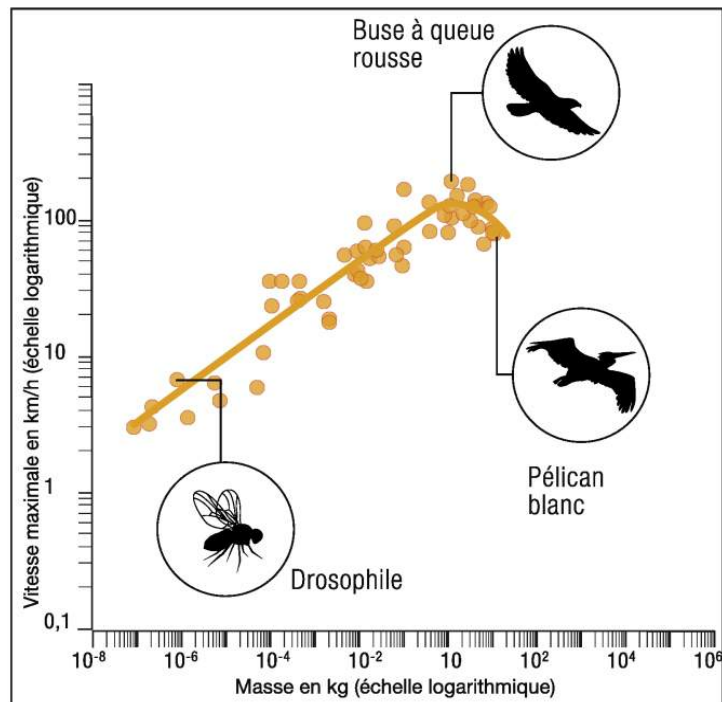 Buse à queue
rousse
Vitesse maximale en km/h (échelle logarithmique)
100
10
1
0,1
Pélican
blanc
Drosophile
10-8
10-6
10-4
10-2
10
10²
10⁴
10⁶
Masse en kg (échelle logarithmique)